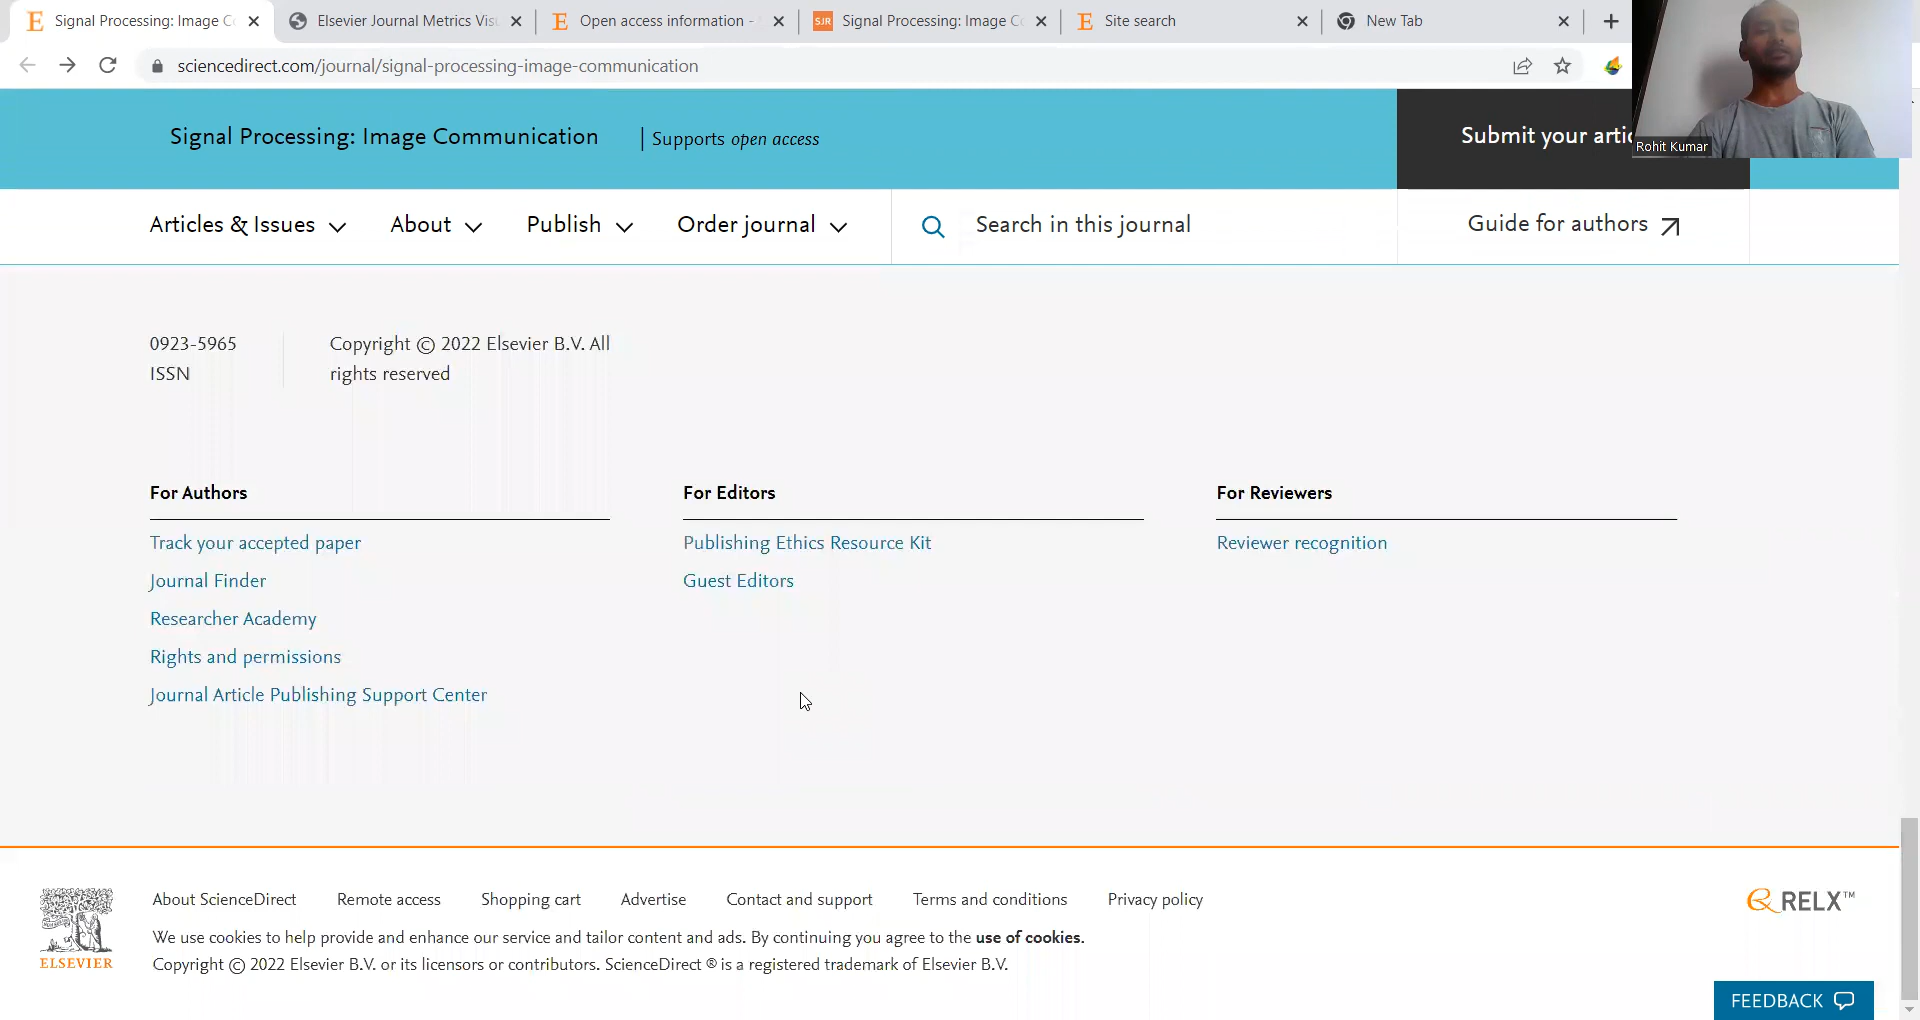 Signal Processing: Image C
Elsevier Journal Metrics Vis
Open access information -
Signal Processing: Image C
Site search
New Tab
sciencedirect.com/journal/signal-processing-image-communication
Signal Processing: Image Communication
Supports open access
Submit your artic
Rohit Kumar
Articles & Issues
About
Publish
Order journal
Search in this journal
Guide for authors
0923-5965
ISSN
Copyright © 2022 Elsevier B.V. All
rights reserved
For Authors
Track your accepted paper
Journal Finder
Researcher Academy
Rights and permissions
Journal Article Publishing Support Center
For Editors
Publishing Ethics Resource Kit
Guest Editors
For Reviewers
Reviewer recognition
ELSEVIER
About ScienceDirect
Remote access
Shopping cart
Advertise
Contact and support
Terms and conditions
Privacy policy
We use cookies to help provide and enhance our service and tailor content and ads. By continuing you agree to the use of cookies.
Copyright © 2022 Elsevier B.V. or its licensors or contributors. ScienceDirect ® is a registered trademark of Elsevier B.V.
RELX™
FEEDBACK